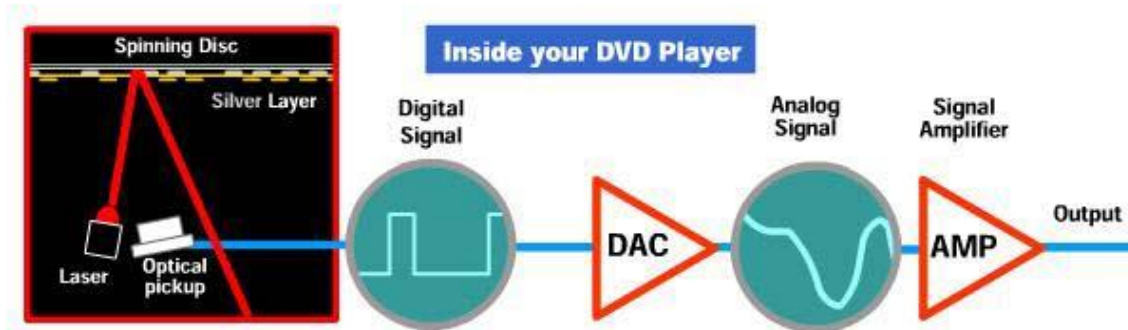 Spinning Disc
Inside your DVD Player
Silver Layer
Laser
Optical
pickup
Digital
Signal
DAC
Analog
Signal
Signal
Amplifier
AMP
Output